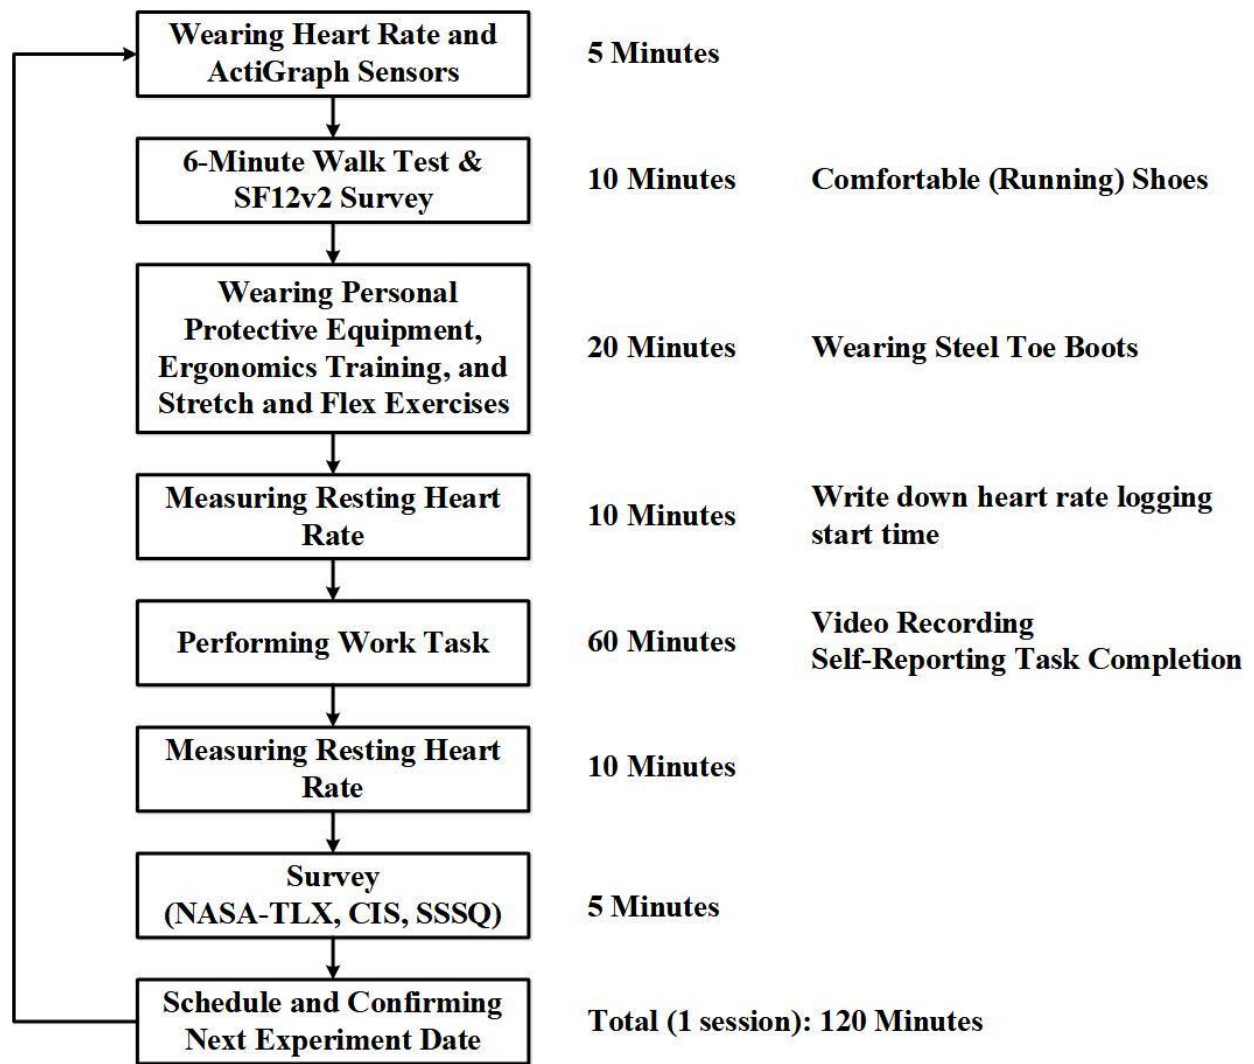 Wearing Heart Rate and
ActiGraph Sensors
5 Minutes
6-Minute Walk Test &
SF12v2 Survey
10 Minutes
Comfortable (Running) Shoes
Wearing Personal
Protective Equipment,
Ergonomics Training, and
Stretch and Flex Exercises
20 Minutes
Wearing Steel Toe Boots
Measuring Resting Heart
Rate
10 Minutes
Write down heart rate logging
start time
Performing Work Task
60 Minutes
Video Recording
Self-Reporting Task Completion
Measuring Resting Heart
Rate
10 Minutes
Survey
(NASA-TLX, CIS, SSSQ)
5 Minutes
Schedule and Confirming
Next Experiment Date
Total (1 session): 120 Minutes